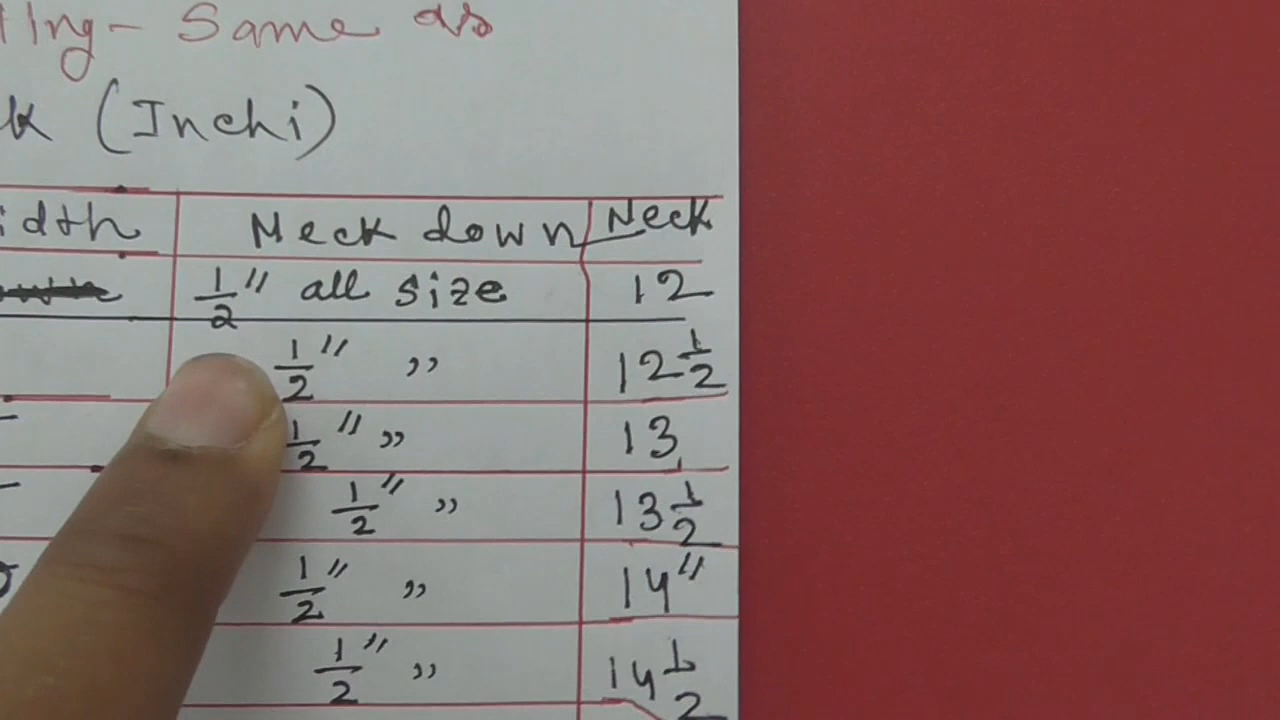 Same as
(Inchi)
Neck down Neck
1/2" all size 12
1/2" ,, 12 1/2
1/2" ,, 13
1/2" ,, 13 1/2
1/2" ,, 14"
1/2" ,, 14 1/2